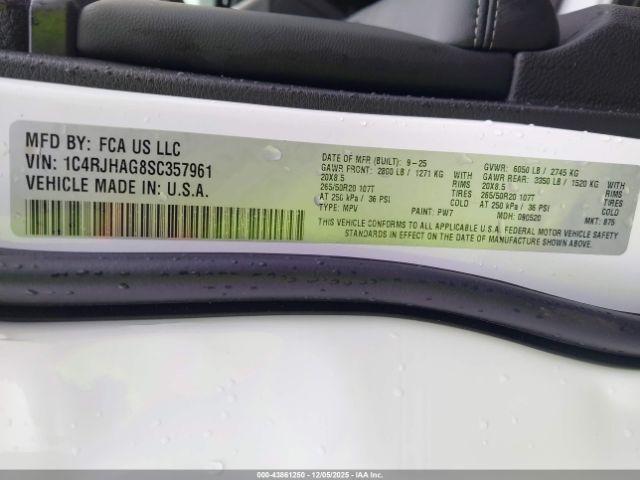 MFD BY: FCA US LLC
VIN: 1C4RJHAG8SC357961
VEHICLE MADE IN: U.S.A.
DATE OF MFR (BUILT): 9-25
GAWR FRONT: 2800 LB / 1271 KG WITH
20X8.5 RIMS
265/50R20 107T TIRES
AT 250 kPa / 36 PSI COLD
TYPE: MPV PAINT: PW7
GVWR: 6050 LB / 2745 KG
GAWR REAR: 3350 LB / 1520 KG WITH
20X8.5 RIMS
265/50R20 107T TIRES
AT 250 kPa / 36 PSI COLD
MDH: 090520 MKT: 875
THIS VEHICLE CONFORMS TO ALL APPLICABLE U.S.A. FEDERAL MOTOR VEHICLE SAFETY
STANDARDS IN EFFECT ON THE DATE OF MANUFACTURE SHOWN ABOVE.
000-43861250 - 12/05/2025 - IAA Inc.